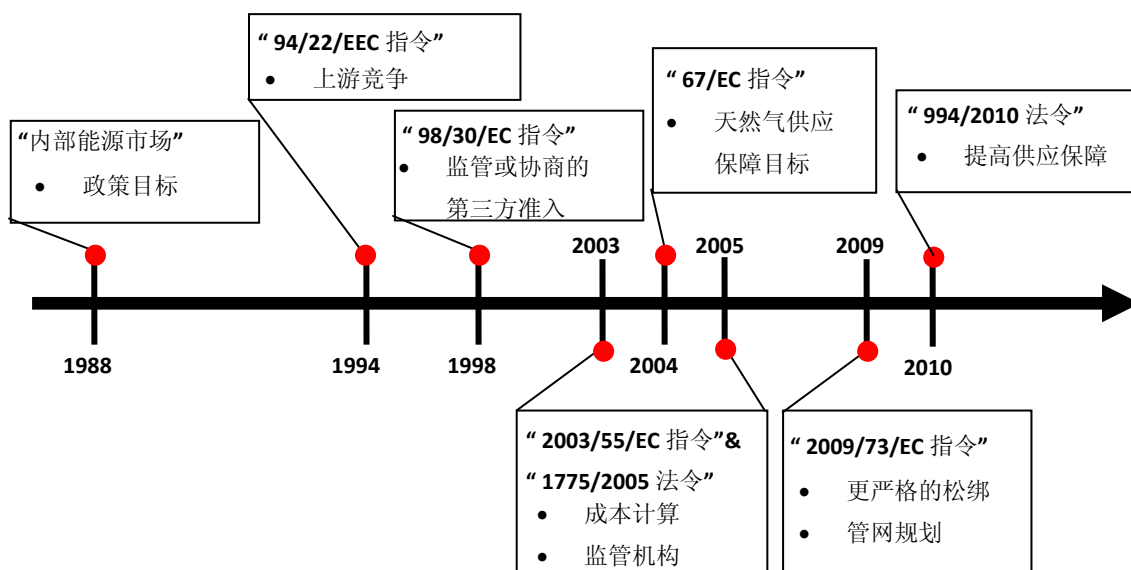 “ 94/22/EEC 指令”
• 上游竞争
“ 67/EC 指令”
• 天然气供应
保障目标
“ 994/2010 法令”
• 提高供应保障
“内部能源市场”
• 政策目标
“ 98/30/EC 指令”
• 监管或协商的
第三方准入
2003
2005
2009
1988
1994
1998
2004
2010
“ 2003/55/EC 指令”&
“ 1775/2005 法令”
• 成本计算
• 监管机构
“ 2009/73/EC 指令”
• 更严格的松绑
• 管网规划